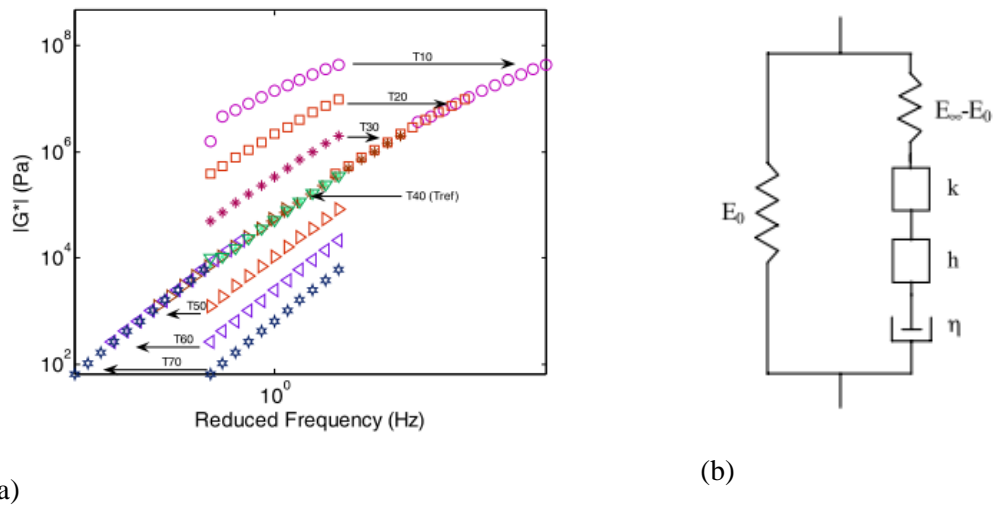 10⁸
T10
T20
10⁶
T30
|G*| (Pa)
T40 (Tref)
10⁴
T50
T60
10²
T70
10⁰
Reduced Frequency (Hz)
a)
E∞-E₀
k
E₀
h
η
(b)